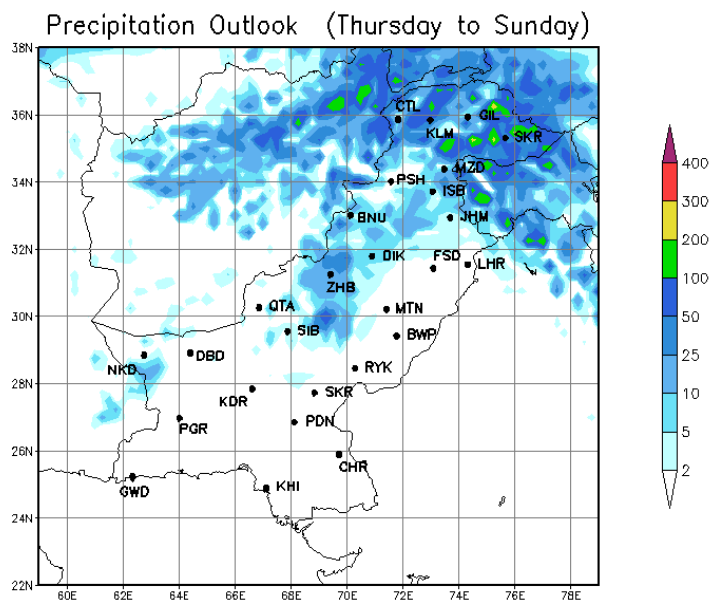 Precipitation Outlook (Thursday to Sunday)
38N
36N
34N
32N
30N
28N
26N
24N
22N
60E 62E 64E 66E 68E 70E 72E 74E 76E 78E
CTL
KLM
GIL
SKR
MZD
PSH
ISB
BNU
JHM
DIK
FSD
LHR
ZHB
QTA
MTN
SIB
BWP
DBD
NKD
RYK
KDR
SKR
PGR
PDN
CHR
GWD
KHI
400
300
200
100
50
25
10
5
2